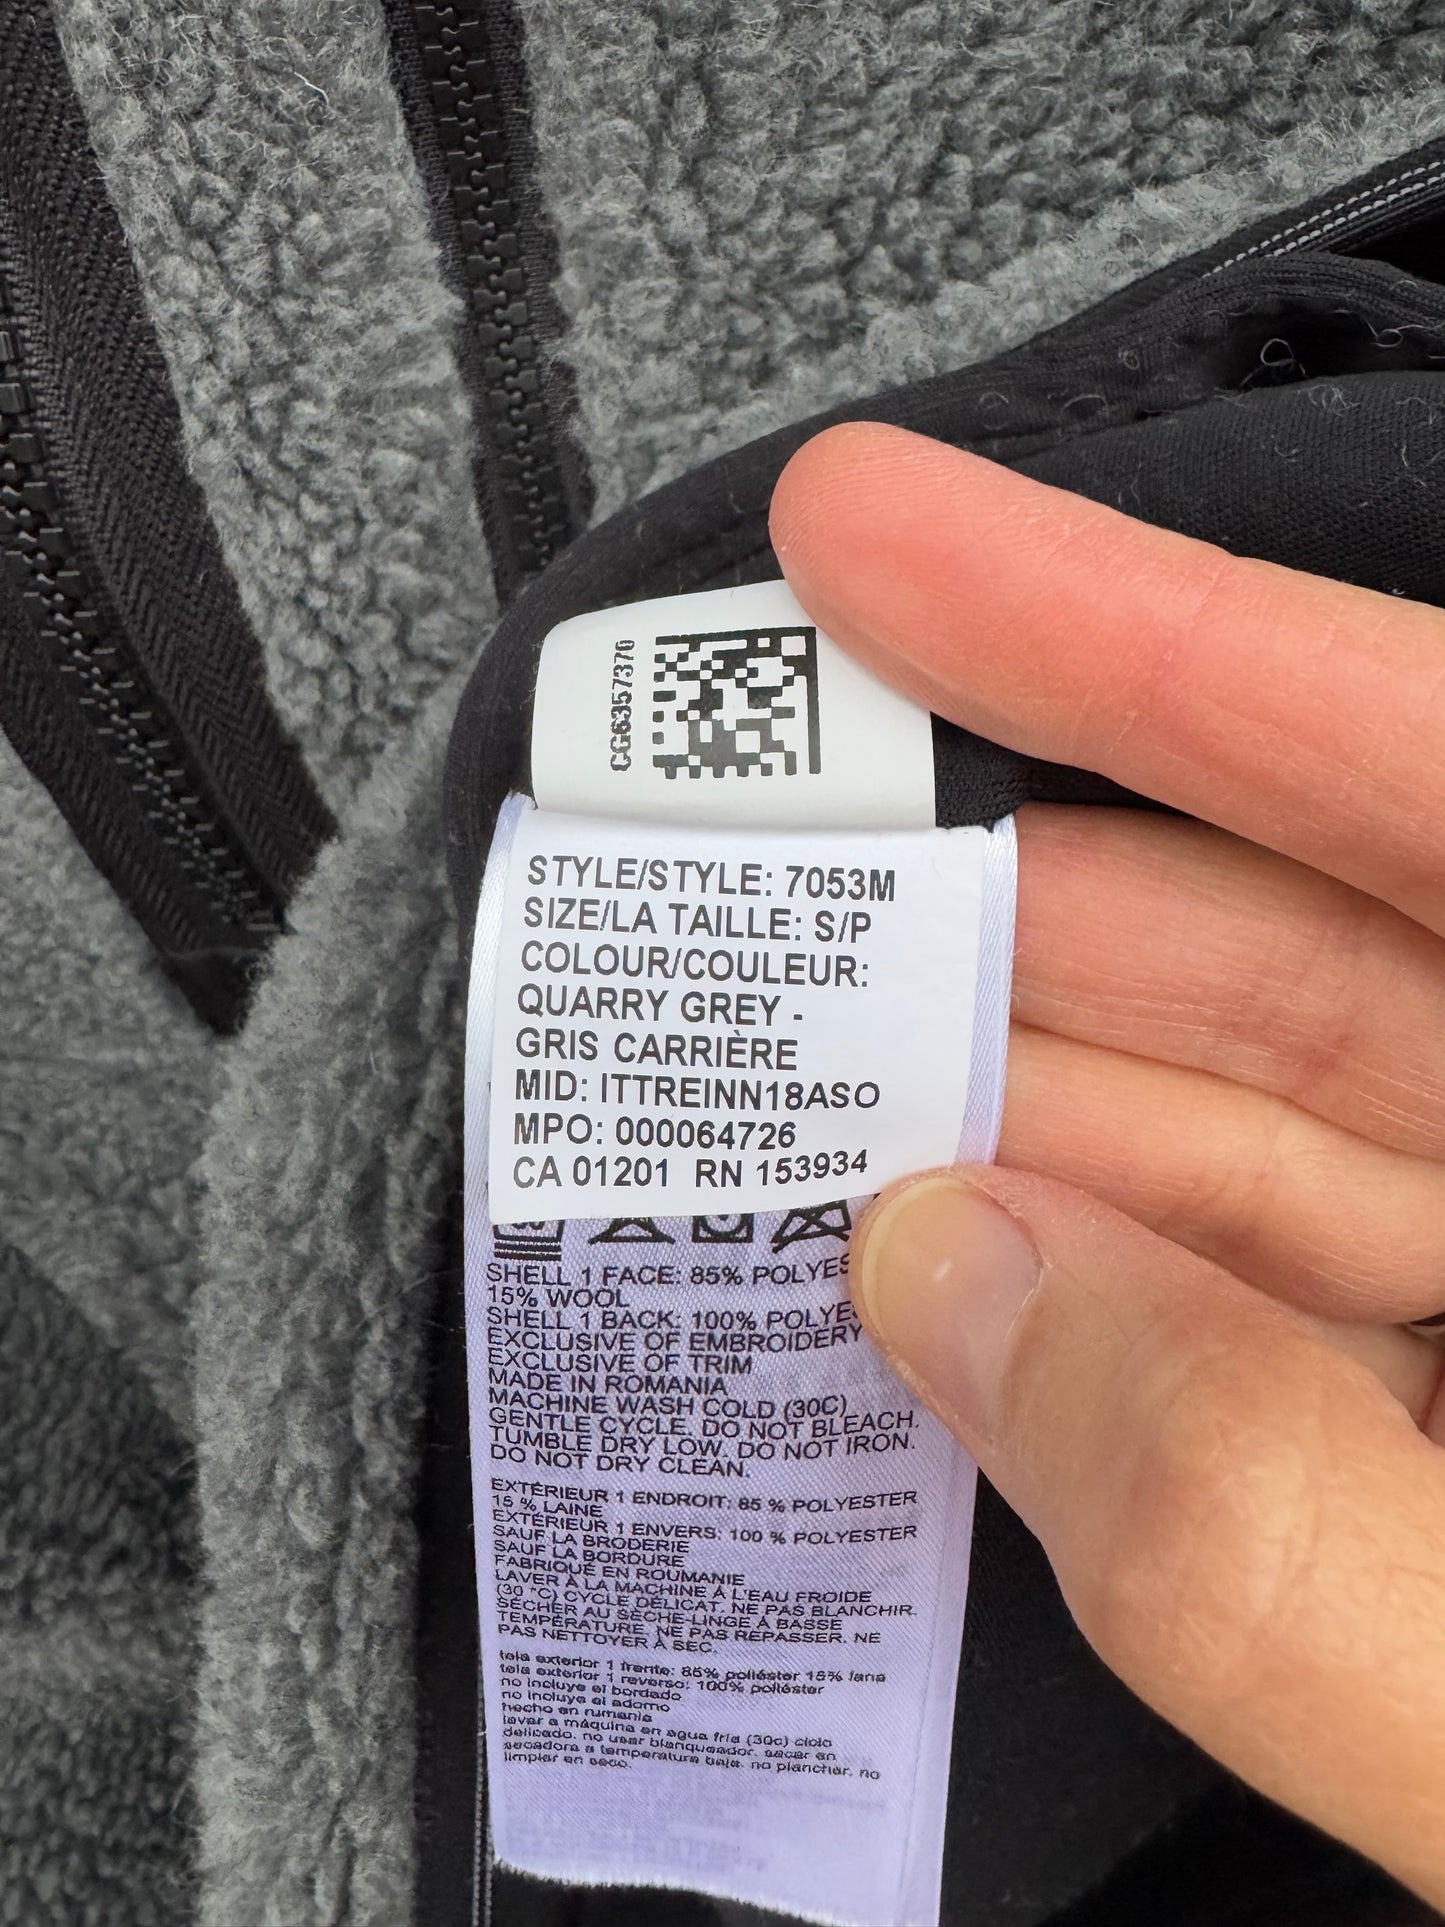 CG6357370
STYLE/STYLE: 7053M
SIZE/LA TAILLE: S/P
COLOUR/COULEUR:
QUARRY GREY -
GRIS CARRIÈRE
MID: ITTREINN18ASO
MPO: 000064726
CA 01201 RN 153934
SHELL 1 FACE: 85% POLYES
15% WOOL
SHELL 1 BACK: 100% POLYE
EXCLUSIVE OF EMBROIDERY
EXCLUSIVE OF TRIM
MADE IN ROMANIA
MACHINE WASH COLD (30C)
GENTLE CYCLE. DO NOT BLEACH.
TUMBLE DRY LOW. DO NOT IRON.
DO NOT DRY CLEAN.
EXTÉRIEUR 1 ENDROIT: 85 % POLYESTER
15 % LAINE
EXTÉRIEUR 1 ENVERS: 100 % POLYESTER
SAUF LA BRODERIE
SAUF LA BORDURE
FABRIQUÉ EN ROUMANIE
LAVER À LA MACHINE À L'EAU FROIDE
(30 °C) CYCLE DÉLICAT. NE PAS BLANCHIR.
SÉCHER AU SÈCHE-LINGE À BASSE
TEMPÉRATURE. NE PAS REPASSER. NE
PAS NETTOYER À SEC.
tela exterior 1 frente: 85% poliéster 15% lana
tela exterior 1 reverso: 100% poliéster
no incluye el bordado
no incluye el adorno
hecho en rumania
lavar a máquina en agua fría (30c) ciclo
delicado. no usar blanqueador. secar en
secadora a temperatura baja. no planchar. no
limpiar en seco.